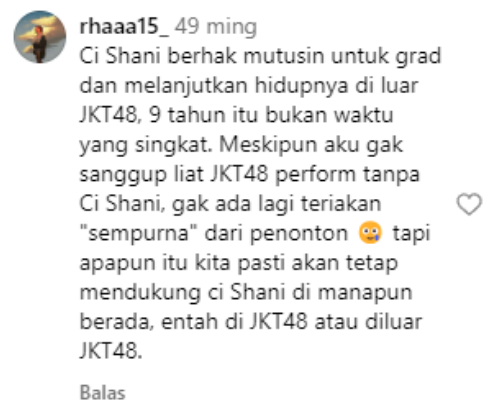 rhaaa15_ 49 ming
Ci Shani berhak mutusin untuk grad
dan melanjutkan hidupnya di luar
JKT48, 9 tahun itu bukan waktu
yang singkat. Meskipun aku gak
sanggup liat JKT48 perform tanpa
Ci Shani, gak ada lagi teriakan
"sempurna" dari penonton 🥲 tapi
apapun itu kita pasti akan tetap
mendukung ci Shani di manapun
berada, entah di JKT48 atau diluar
JKT48.
Balas